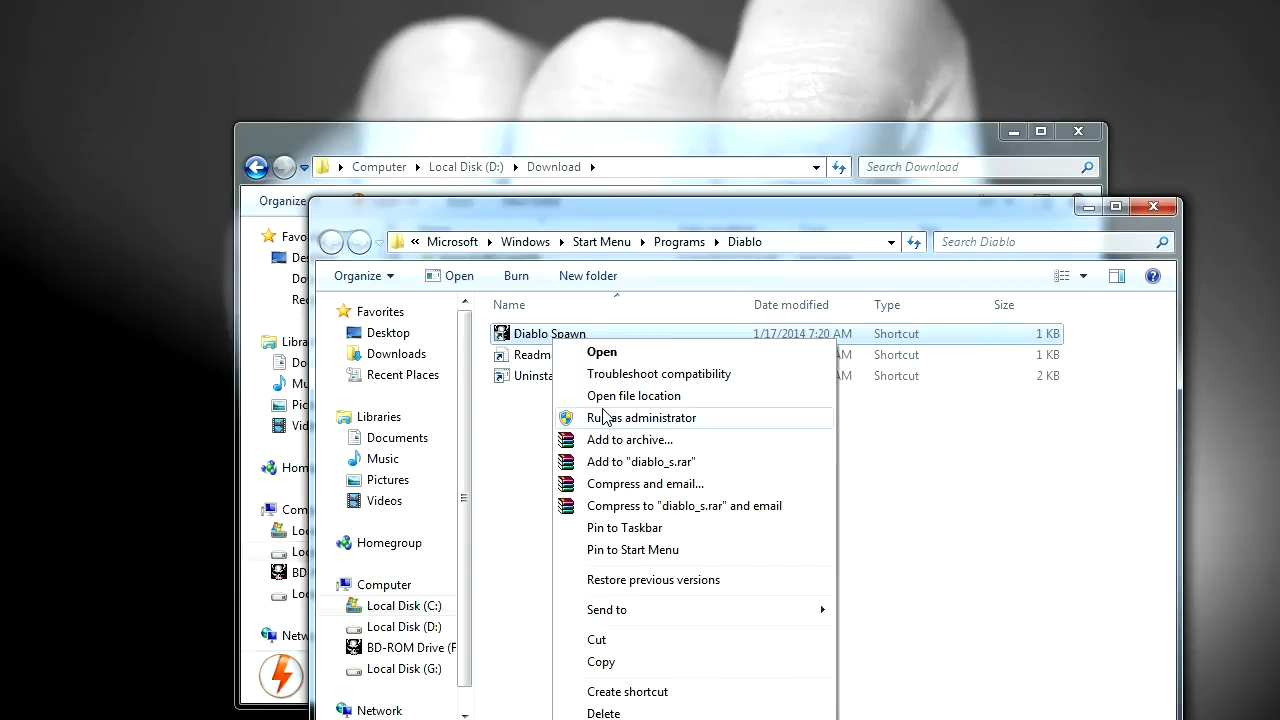 Computer Local Disk (D:) Download
Search Download
Organize
Microsoft Windows Start Menu Programs Diablo
Search Diablo
Organize Open Burn New folder
Name Date modified Type Size
Diablo Spawn 1/17/2014 7:20 AM Shortcut 1 KB
Readm AM Shortcut 1 KB
Uninsta AM Shortcut 2 KB
Open
Troubleshoot compatibility
Open file location
Run as administrator
Add to archive...
Add to "diablo_s.rar"
Compress and email...
Compress to "diablo_s.rar" and email
Pin to Taskbar
Pin to Start Menu
Restore previous versions
Send to
Cut
Copy
Create shortcut
Delete
Favorites
Desktop
Downloads
Recent Places
Libraries
Documents
Music
Pictures
Videos
Homegroup
Computer
Local Disk (C:)
Local Disk (D:)
BD-ROM Drive (F
Local Disk (G:)
Network
Favo
De
Do
Rec
Libra
Do
Mu
Pic
Vid
Hom
Com
Loc
Loc
BD
Loc
Netw